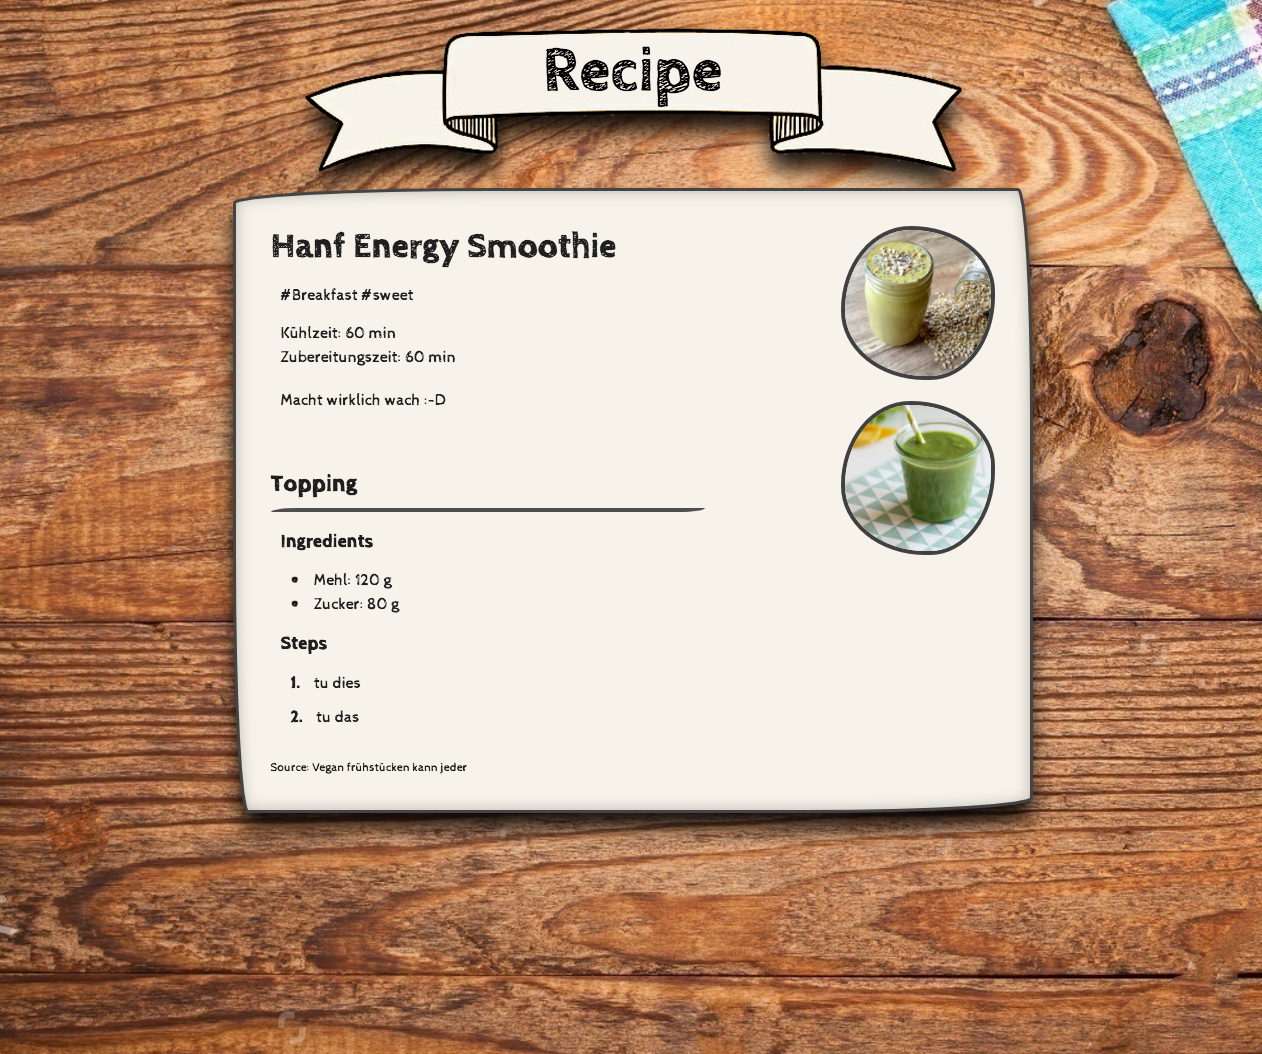 Recipe
Hanf Energy Smoothie
#Breakfast #sweet
Kühlzeit: 60 min
Zubereitungszeit: 60 min
Macht wirklich wach :-D
Topping
Ingredients
• Mehl: 120 g
• Zucker: 80 g
Steps
1. tu dies
2. tu das
Source: Vegan frühstücken kann jeder